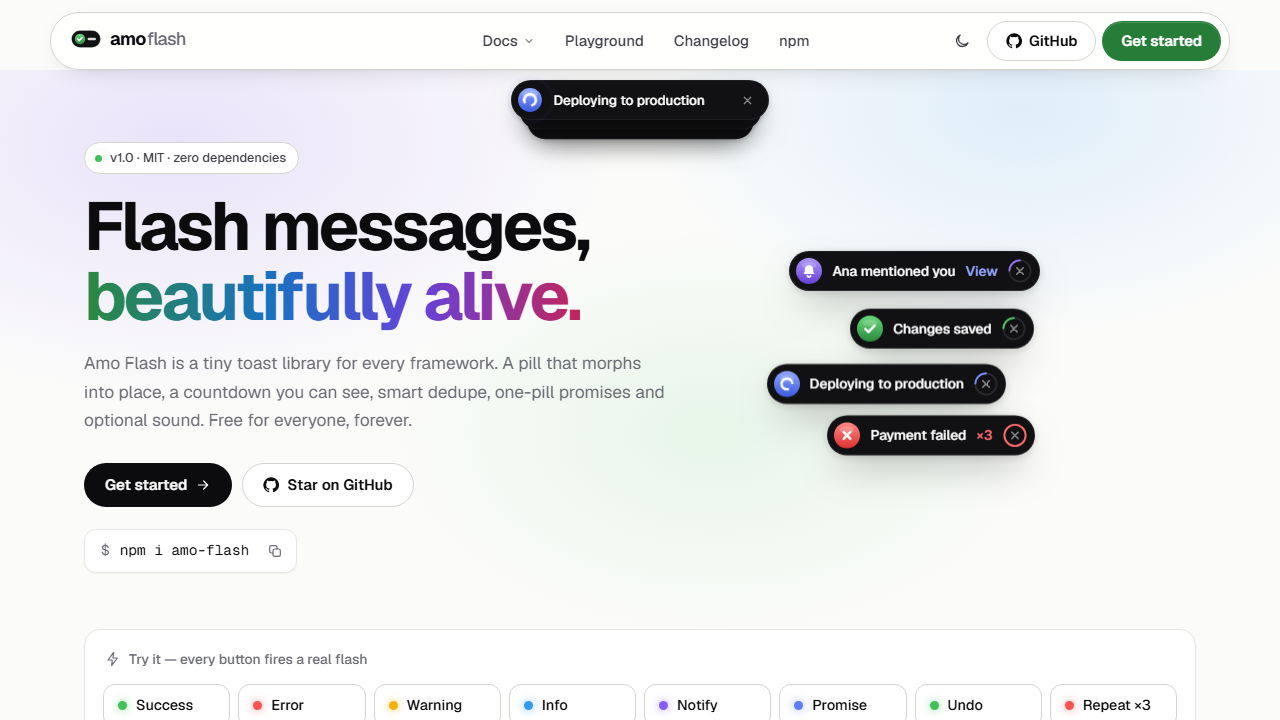 amoflash
Docs
Playground
Changelog
npm
GitHub
Get started
Deploying to production
v1.0 · MIT · zero dependencies
Flash messages,
beautifully alive.
Amo Flash is a tiny toast library for every framework. A pill that morphs
into place, a countdown you can see, smart dedupe, one-pill promises and
optional sound. Free for everyone, forever.
Get started →
Star on GitHub
$ npm i amo-flash
Ana mentioned you View
Changes saved
Deploying to production
Payment failed ×3
Try it — every button fires a real flash
Success
Error
Warning
Info
Notify
Promise
Undo
Repeat ×3